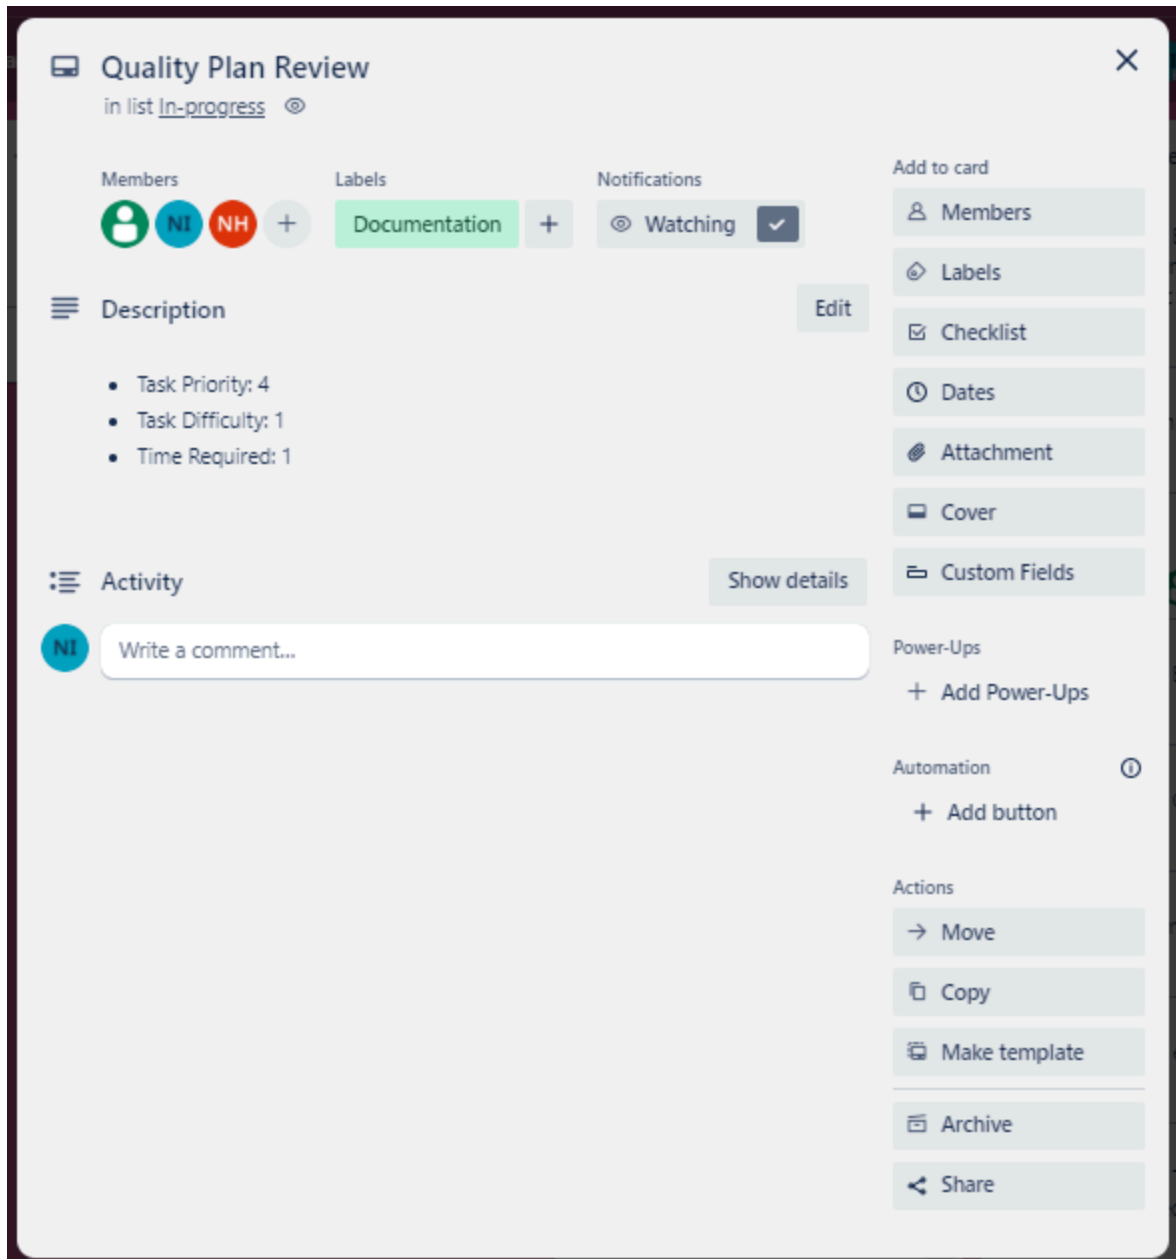 Quality Plan Review
in list In-progress
Members
NI NH +
Labels
Documentation +
Notifications
Watching
Description
Edit
• Task Priority: 4
• Task Difficulty: 1
• Time Required: 1
Activity
Show details
NI
Write a comment...
Add to card
Members
Labels
Checklist
Dates
Attachment
Cover
Custom Fields
Power-Ups
+ Add Power-Ups
Automation
+ Add button
Actions
Move
Copy
Make template
Archive
Share